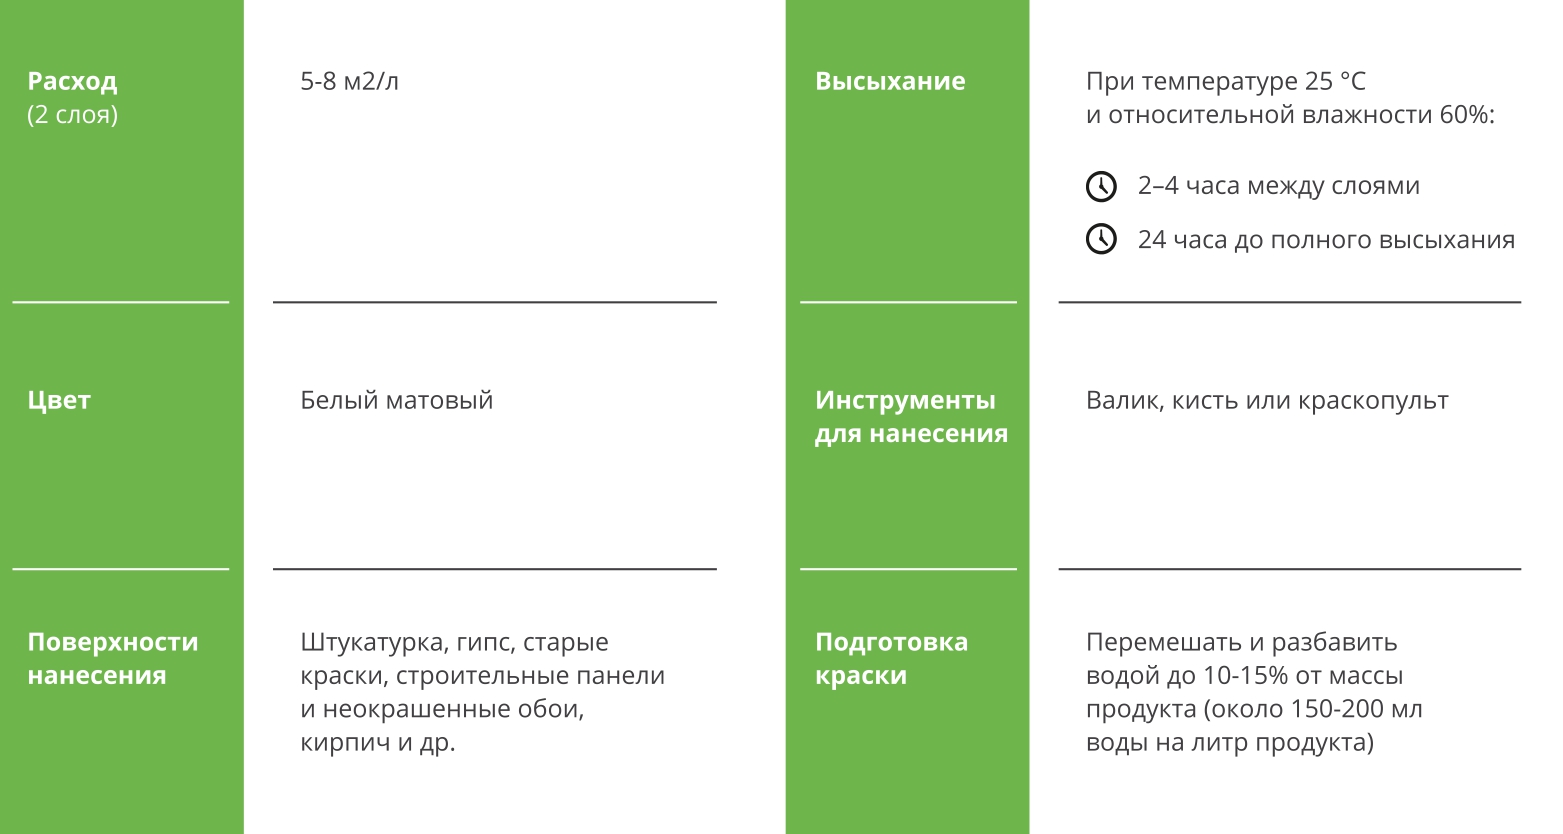 Расход
(2 слоя)
5-8 м2/л
Цвет
Белый матовый
Поверхности
нанесения
Штукатурка, гипс, старые
краски, строительные панели
и неокрашенные обои,
кирпич и др.
Высыхание
При температуре 25 °C
и относительной влажности 60%:
2–4 часа между слоями
24 часа до полного высыхания
Инструменты
для нанесения
Валик, кисть или краскопульт
Подготовка
краски
Перемешать и разбавить
водой до 10-15% от массы
продукта (около 150-200 мл
воды на литр продукта)